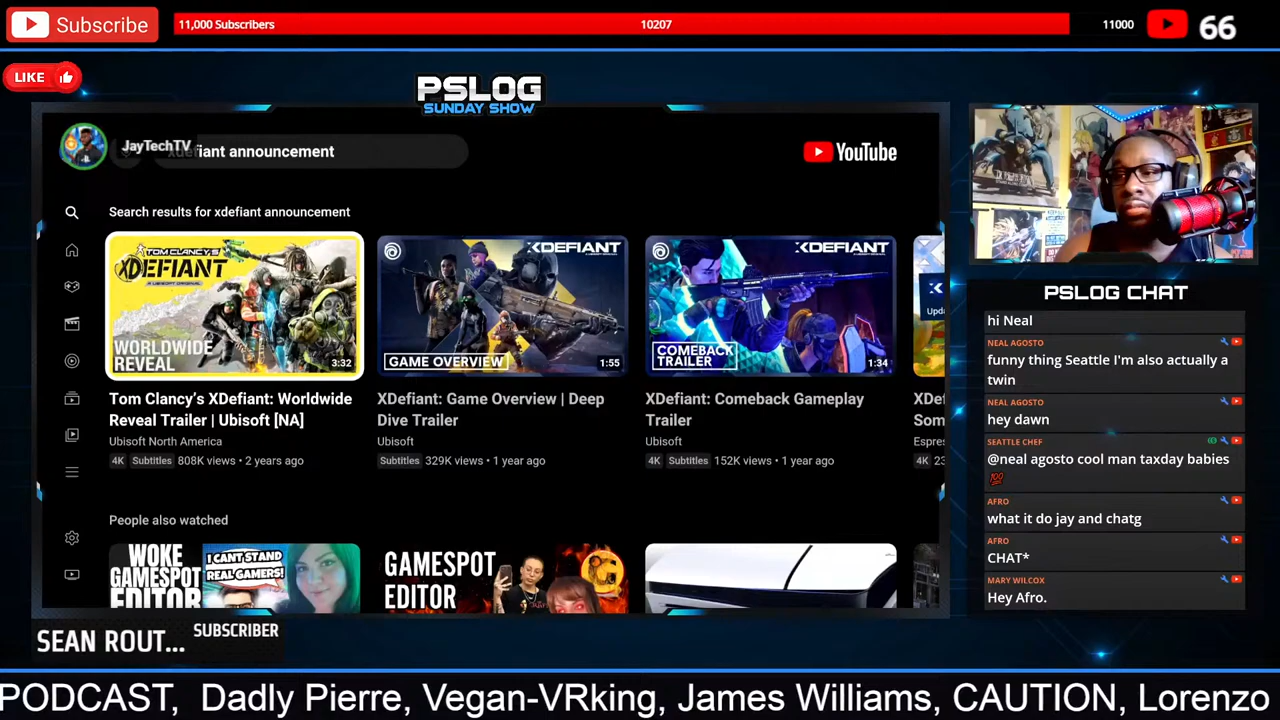 Subscribe
11,000 Subscribers
10207
11000
66
LIKE
PSLOG
SUNDAY SHOW
JayTechTV
xdefiant announcement
YouTube
Search results for xdefiant announcement
TOM CLANCY'S
XDEFIANT
A UBISOFT ORIGINAL
WORLDWIDE
REVEAL
3:32
XDEFIANT
GAME OVERVIEW
1:55
XDEFIANT
COMEBACK
TRAILER
1:34
Tom Clancy's XDefiant: Worldwide
Reveal Trailer | Ubisoft [NA]
Ubisoft North America
4K Subtitles 808K views • 2 years ago
XDefiant: Game Overview | Deep
Dive Trailer
Ubisoft
Subtitles 329K views • 1 year ago
XDefiant: Comeback Gameplay
Trailer
Ubisoft
4K Subtitles 152K views • 1 year ago
4K
People also watched
WOKE
GAMESPOT
EDITOR
I CANT STAND
REAL GAMERS!
GAMESPOT
EDITOR
PSLOG CHAT
hi Neal
NEAL AGOSTO
funny thing Seattle I'm also actually a
twin
NEAL AGOSTO
hey dawn
SEATTLE CHEF
@neal agosto cool man taxday babies
💯
AFRO
what it do jay and chatg
AFRO
CHAT*
MARY WILCOX
Hey Afro.
SEAN ROUT...
SUBSCRIBER
PODCAST, Dadly Pierre, Vegan-VRking, James Williams, CAUTION, Lorenzo